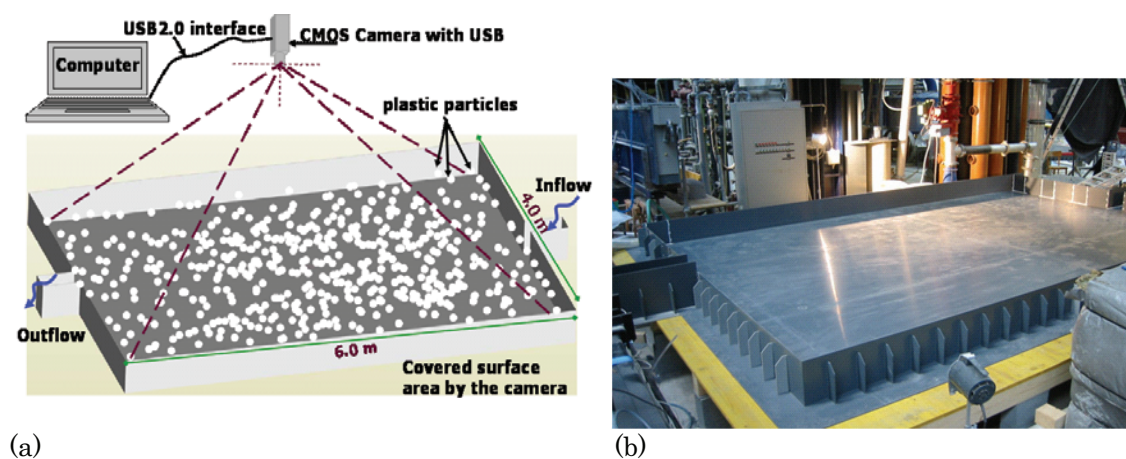 USB2.0 interface
CMOS Camera with USB
Computer
plastic particles
Inflow
4.0 m
Outflow
6.0 m
Covered surface
area by the camera
(a)
(b)